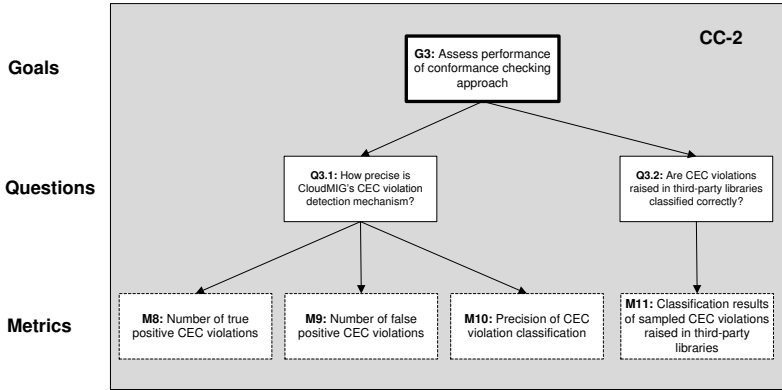 CC-2
Goals
G3: Assess performance
of conformance checking
approach
Questions
Q3.1: How precise is
CloudMIG's CEC violation
detection mechanism?
Q3.2: Are CEC violations
raised in third-party libraries
classified correctly?
Metrics
M8: Number of true
positive CEC violations
M9: Number of false
positive CEC violations
M10: Precision of CEC
violation classification
M11: Classification results
of sampled CEC violations
raised in third-party
libraries